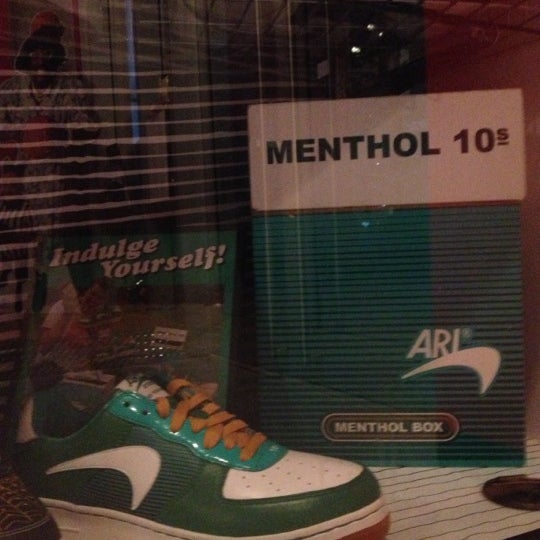 MENTHOL 10s
Indulge
Yourself!
ARI
MENTHOL BOX